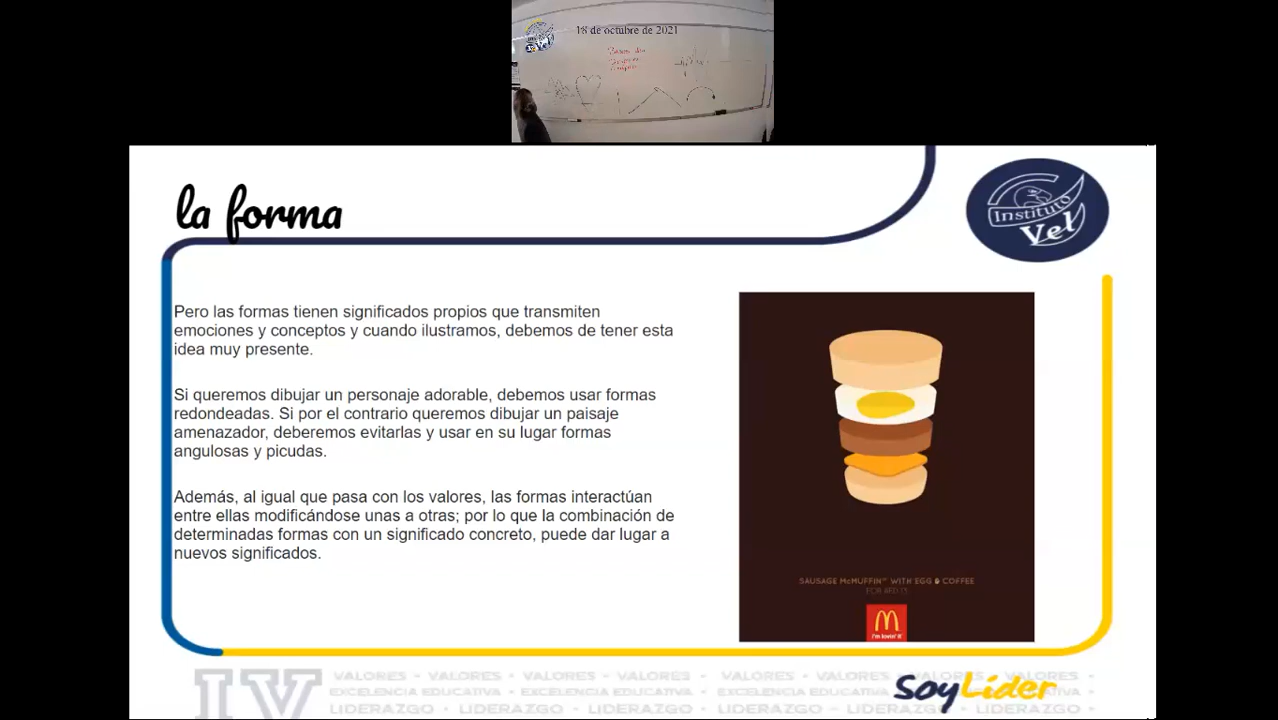 18 de octubre de 2021
la forma
Instituto
Vel
Pero las formas tienen significados propios que transmiten
emociones y conceptos y cuando ilustramos, debemos de tener esta
idea muy presente.
Si queremos dibujar un personaje adorable, debemos usar formas
redondeadas. Si por el contrario queremos dibujar un paisaje
amenazador, deberemos evitarlas y usar en su lugar formas
angulosas y picudas.
Además, al igual que pasa con los valores, las formas interactúan
entre ellas modificándose unas a otras; por lo que la combinación de
determinadas formas con un significado concreto, puede dar lugar a
nuevos significados.
SAUSAGE McMUFFIN™ WITH EGG & COFFEE
i'm lovin' it
IV
VALORES • VALORES • VALORES • VALORES • VALORES • VALORES •
EXCELENCIA EDUCATIVA • EXCELENCIA EDUCATIVA • EXCELENCIA EDUCATIVA •
LIDERAZGO • LIDERAZGO • LIDERAZGO • LIDERAZGO • LIDERAZGO • LIDERAZGO •
SoyLíder